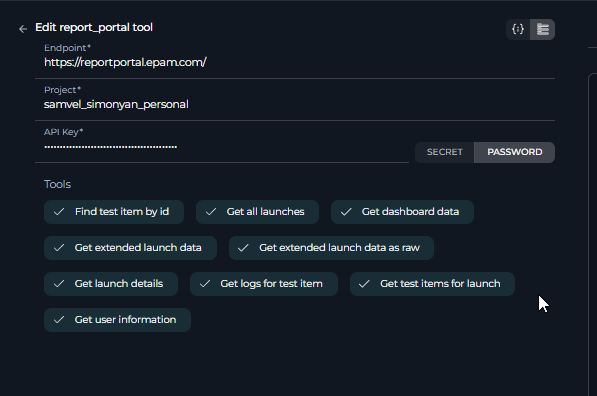 Edit report_portal tool
Endpoint*
https://reportportal.epam.com/
Project*
samvel_simonyan_personal
API Key*
SECRET PASSWORD
Tools
Find test item by id Get all launches Get dashboard data
Get extended launch data Get extended launch data as raw
Get launch details Get logs for test item Get test items for launch
Get user information